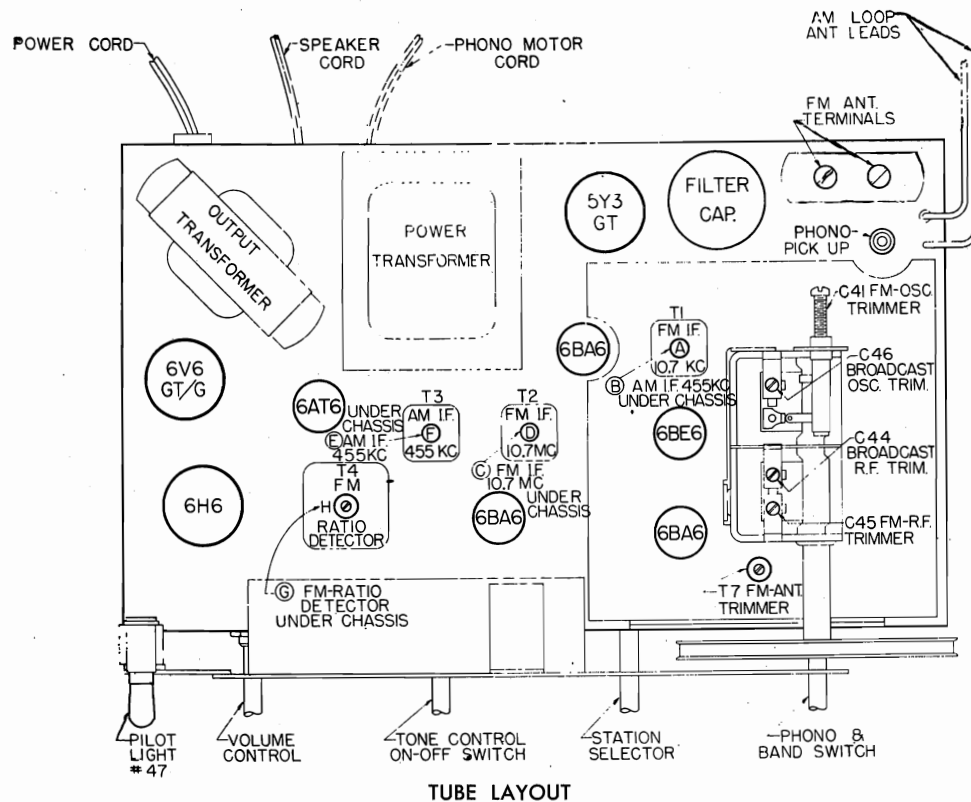 AM LOOP
ANT LEADS
POWER CORD
SPEAKER
CORD
PHONO MOTOR
CORD
FM ANT.
TERMINALS
OUTPUT
TRANSFORMER
POWER
TRANSFORMER
5Y3
GT
FILTER
CAP.
PHONO-
PICK UP
C41 FM-OSC.
TRIMMER
T1
FM I.F.
A
10.7 KC
6BA6
B AM I.F. 455KC
UNDER CHASSIS
C46
BROADCAST
OSC. TRIM.
6V6
GT/G
6AT6
UNDER
CHASSIS
E AM I.F.
455KC
T3
AM I.F.
F
455 KC
T2
FM I.F.
D
10.7MC
C FM I.F.
10.7 MC
UNDER
CHASSIS
6BE6
C44
BROADCAST
R.F. TRIM.
6H6
T4
FM
H
RATIO
DETECTOR
6BA6
6BA6
C45 FM-R.F.
TRIMMER
T7 FM-ANT.
TRIMMER
G FM-RATIO
DETECTOR
UNDER CHASSIS
PILOT
LIGHT
#47
VOLUME
CONTROL
TONE CONTROL
ON-OFF SWITCH
STATION
SELECTOR
PHONO &
BAND SWITCH
TUBE LAYOUT